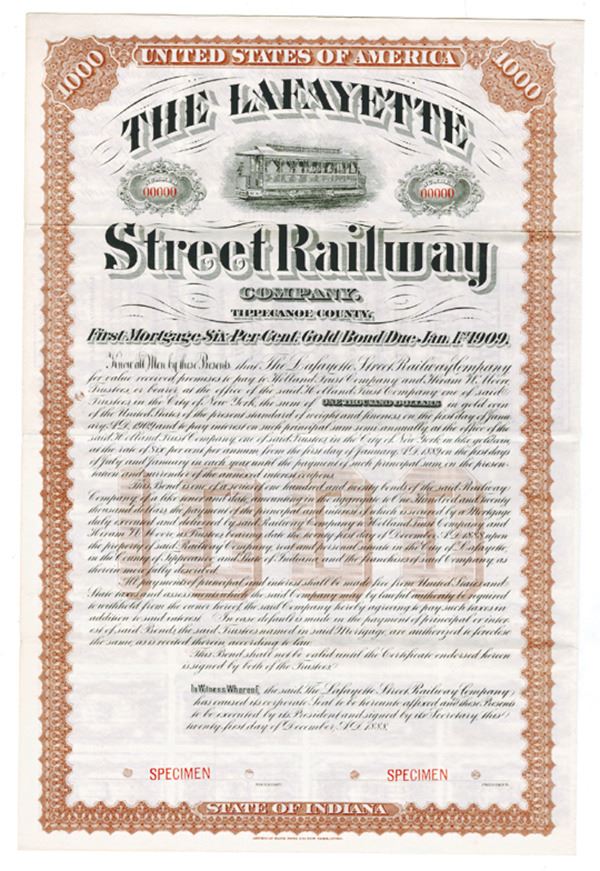 UNITED STATES OF AMERICA
1000
1000
THE LAFAYETTE
00000
00000
Street Railway
COMPANY.
TIPPECANOE COUNTY,
First Mortgage Six Per Cent. Gold Bond Due Jan. 1st 1909.
Know all Men by these Presents that The Lafayette Street Railway Company
for value received promises to pay to Holland Trust Company and Hiram W. Moore
Trustees or bearer at the office of the said Holland Trust Company one of said
Trustees in the City of New York, the sum of ONE THOUSAND DOLLARS in gold coin
of the United States of the present standard of weight and fineness on the first day of Janu-
ary, A.D. 1909 and to pay interest on such principal sum semi annually, at the office of the
said Holland Trust Company one of said Trustees, in the City of New York in like gold coin,
at the rate of Six per cent per annum from the first day of January A.D. 1889 on the first days
of July and January in each year until the payment of such principal sum, on the presen-
tation and surrender of the annexed interest coupons.
This Bond is one of a series of one hundred and twenty bonds of the said Railway
Company, of like tenor and date, amounting in the aggregate to One Hundred and twenty
thousand dollars, the payment of the principal and interest of which is secured by a Mortgage
duly executed and delivered by said Railway Company to Holland Trust Company and
Hiram W. Moore, as Trustees, bearing date the twenty first day of December A.D. 1888, upon
the property of said Railway Company, real and personal, situate in the City of Lafayette,
in the County of Tippecanoe and State of Indiana and the franchises of said Company, as
therein more fully described.
All payments of principal and interest shall be made free from United States and
State taxes and assessments, which the said Company may by lawful authority be required
to withhold from the owner hereof, the said Company hereby agreeing to pay such taxes in
addition to said interest. In case default is made in the payment of principal or inter-
est of said Bond, the said Trustees named in said Mortgage, are authorized to foreclose
the same, as is recited therein according to law.
This Bond shall not be valid until the Certificate endorsed hereon
is signed by both of the Trustees.
1000
In Witness Whereof, the said, The Lafayette Street Railway Company
has caused its corporate Seal to be hereunto affixed and these Presents
to be executed by its President and signed by its Secretary, this
twenty first day of December, A.D. 1888.
SPECIMEN
SPECIMEN
STATE OF INDIANA